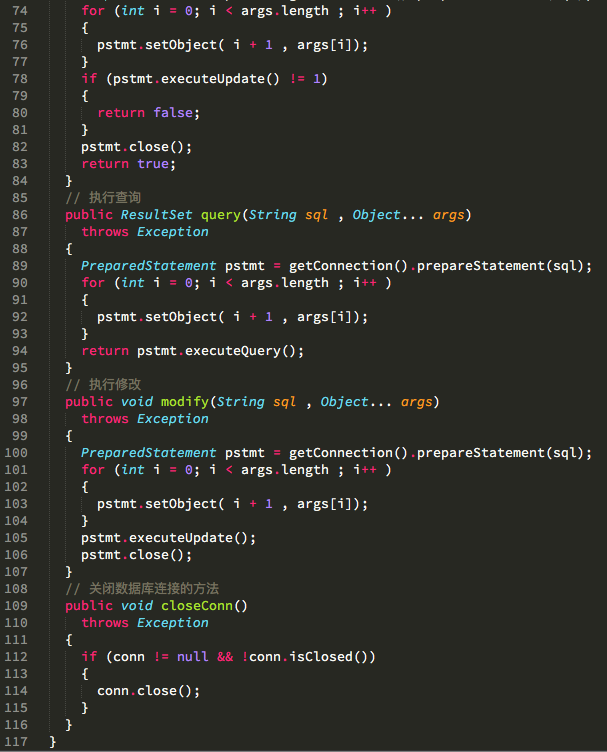 74 for (int i = 0; i < args.length ; i++ )
75 {
76 pstmt.setObject( i + 1 , args[i]);
77 }
78 if (pstmt.executeUpdate() != 1)
79 {
80 return false;
81 }
82 pstmt.close();
83 return true;
84 }
85 // 执行查询
86 public ResultSet query(String sql , Object... args)
87 throws Exception
88 {
89 PreparedStatement pstmt = getConnection().prepareStatement(sql);
90 for (int i = 0; i < args.length ; i++ )
91 {
92 pstmt.setObject( i + 1 , args[i]);
93 }
94 return pstmt.executeQuery();
95 }
96 // 执行修改
97 public void modify(String sql , Object... args)
98 throws Exception
99 {
100 PreparedStatement pstmt = getConnection().prepareStatement(sql);
101 for (int i = 0; i < args.length ; i++ )
102 {
103 pstmt.setObject( i + 1 , args[i]);
104 }
105 pstmt.executeUpdate();
106 pstmt.close();
107 }
108 // 关闭数据库连接的方法
109 public void closeConn()
110 throws Exception
111 {
112 if (conn != null && !conn.isClosed())
113 {
114 conn.close();
115 }
116 }
117 }